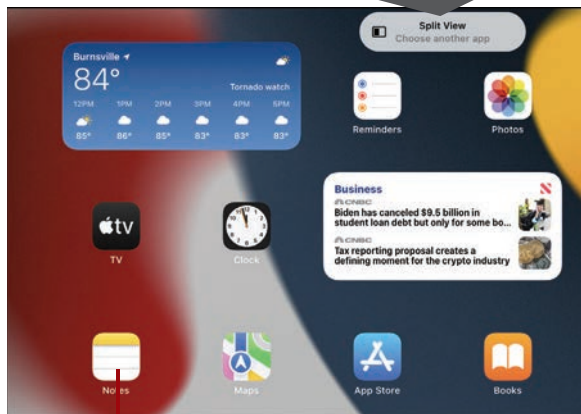 Split View
Choose another app
Burnsville
84°
Tornado watch
12PM 1PM 2PM 3PM 4PM 5PM
85° 86° 85° 83° 83° 83°
Reminders
Photos
Business
CNBC
Biden has canceled $9.5 billion in
student loan debt but only for some bo...
CNBC
Tax reporting proposal creates a
defining moment for the crypto industry
tv
TV
Clock
Notes
Maps
App Store
Books